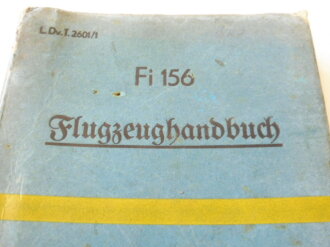 L.Dv.T.2601/1
Fi 156
Flugzeughandbuch